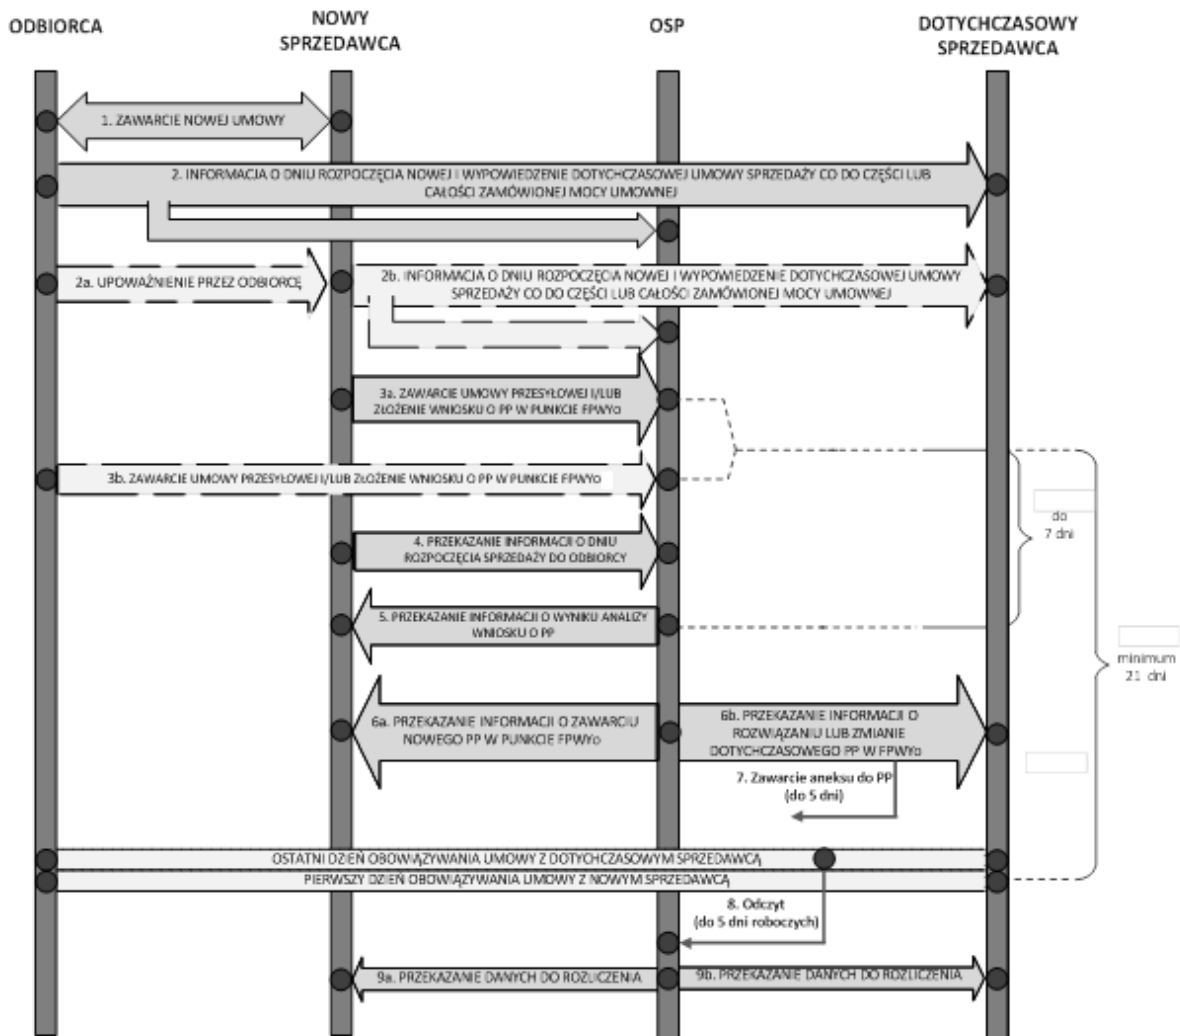 ODBIORCA
NOWY
SPRZEDAWCA
OSP
DOTYCHCZASOWY
SPRZEDAWCA
1. ZAWARCIE NOWEJ UMOWY
2. INFORMACJA O DNIU ROZPOCZĘCIA NOWEJ I WYPOWIEDZENIE DOTYCHCZASOWEJ UMOWY SPRZEDAŻY CO DO CZĘŚCI LUB
CAŁOŚCI ZAMÓWIONEJ MOCY UMOWNEJ
2a. UPOWAŻNIENIE PRZEZ ODBIORCĘ
2b. INFORMACJA O DNIU ROZPOCZĘCIA NOWEJ I WYPOWIEDZENIE DOTYCHCZASOWEJ UMOWY
SPRZEDAŻY CO DO CZĘŚCI LUB CAŁOŚCI ZAMÓWIONEJ MOCY UMOWNEJ
3a. ZAWARCIE UMOWY PRZESYŁOWEJ I/LUB
ZŁOŻENIE WNIOSKU O PP W PUNKCIE FPWYo
3b. ZAWARCIE UMOWY PRZESYŁOWEJ I/LUB ZŁOŻENIE WNIOSKU O PP W PUNKCIE FPWYo
do
7 dni
4. PRZEKAZANIE INFORMACJI O DNIU
ROZPOCZĘCIA SPRZEDAŻY DO ODBIORCY
5. PRZEKAZANIE INFORMACJI O WYNIKU ANALIZY
WNIOSKU O PP
minimum
21 dni
6a. PRZEKAZANIE INFORMACJI O ZAWARCIU
NOWEGO PP W PUNKCIE FPWYo
6b. PRZEKAZANIE INFORMACJI O
ROZWIĄZANIU LUB ZMIANIE
DOTYCHCZASOWEGO PP W FPWYo
7. Zawarcie aneksu do PP
(do 5 dni)
OSTATNI DZIEŃ OBOWIĄZYWANIA UMOWY Z DOTYCHCZASOWYM SPRZEDAWCĄ
PIERWSZY DZIEŃ OBOWIĄZYWANIA UMOWY Z NOWYM SPRZEDAWCĄ
8. Odczyt
(do 5 dni roboczych)
9a. PRZEKAZANIE DANYCH DO ROZLICZENIA
9b. PRZEKAZANIE DANYCH DO ROZLICZENIA